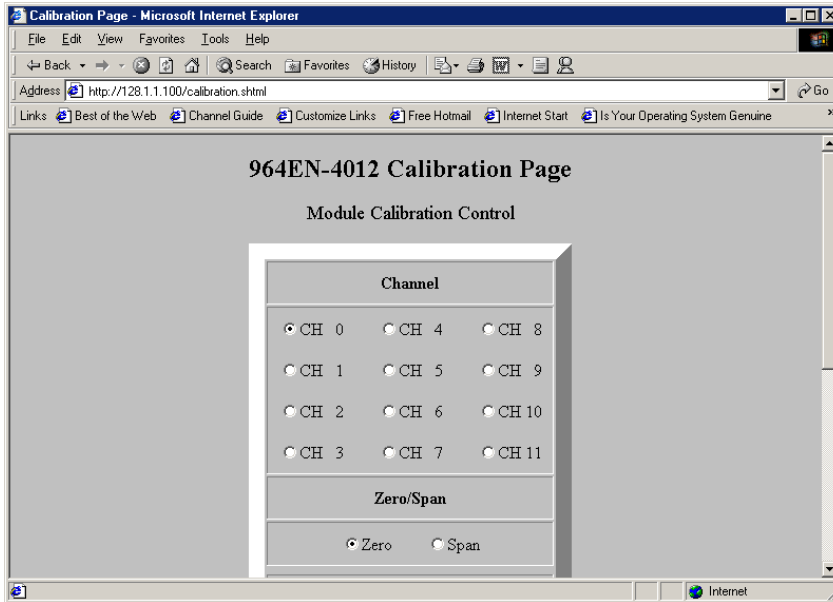 Calibration Page - Microsoft Internet Explorer
File Edit View Favorites Tools Help
Back Search Favorites History
Address http://128.1.1.100/calibration.shtml Go
Links Best of the Web Channel Guide Customize Links Free Hotmail Internet Start Is Your Operating System Genuine »
964EN-4012 Calibration Page
Module Calibration Control
Channel
CH 0 CH 4 CH 8
CH 1 CH 5 CH 9
CH 2 CH 6 CH 10
CH 3 CH 7 CH 11
Zero/Span
Zero Span
Internet